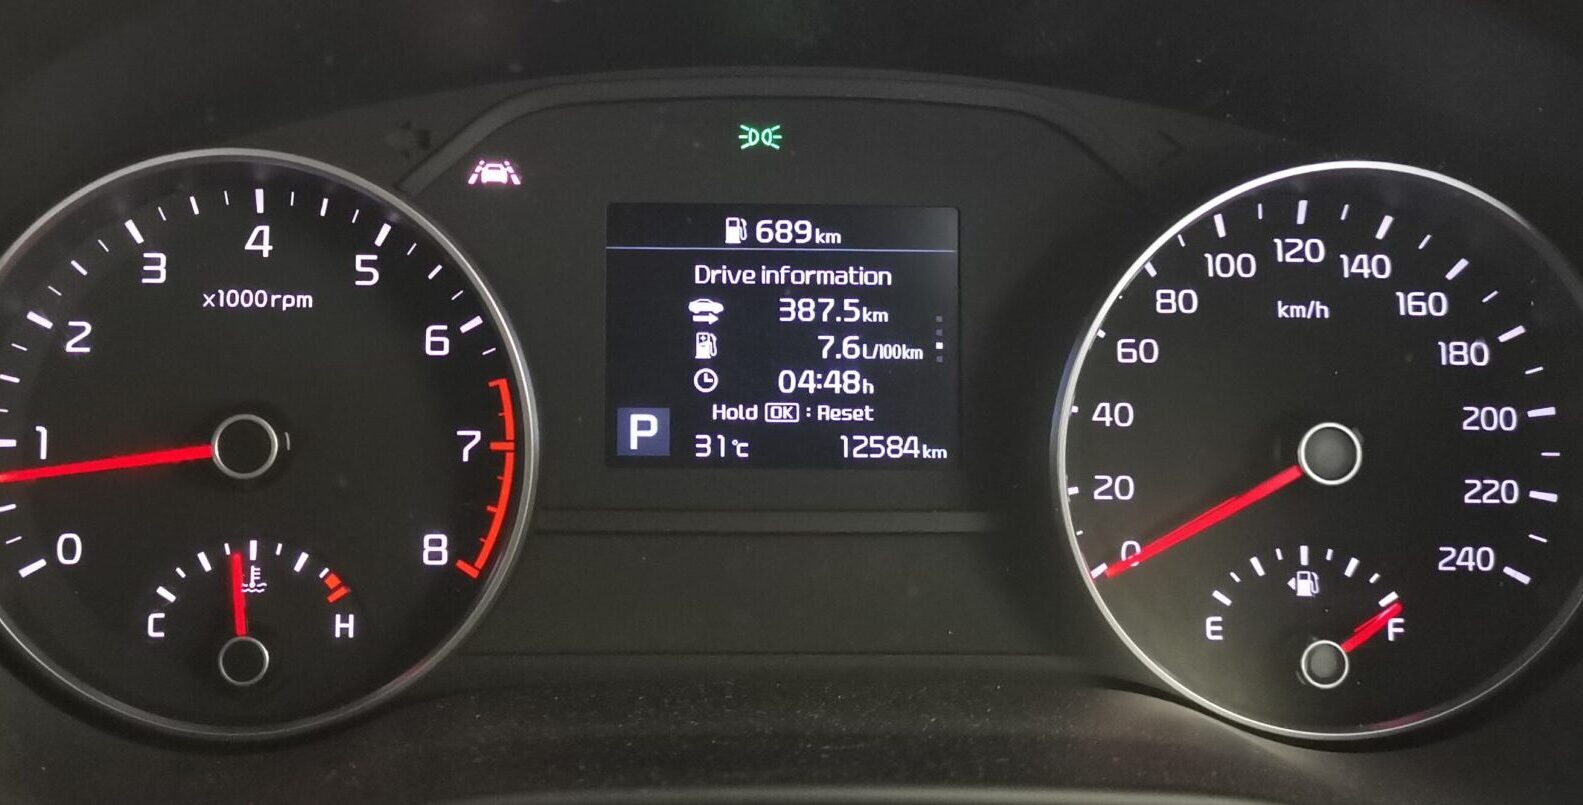 0
1
2
3
4
5
6
7
8
x1000rpm
C
H
689km
Drive information
387.5km
7.6L/100km
04:48h
Hold OK : Reset
P
31℃
12584km
0
20
40
60
80
100
120
140
160
180
200
220
240
km/h
E
F